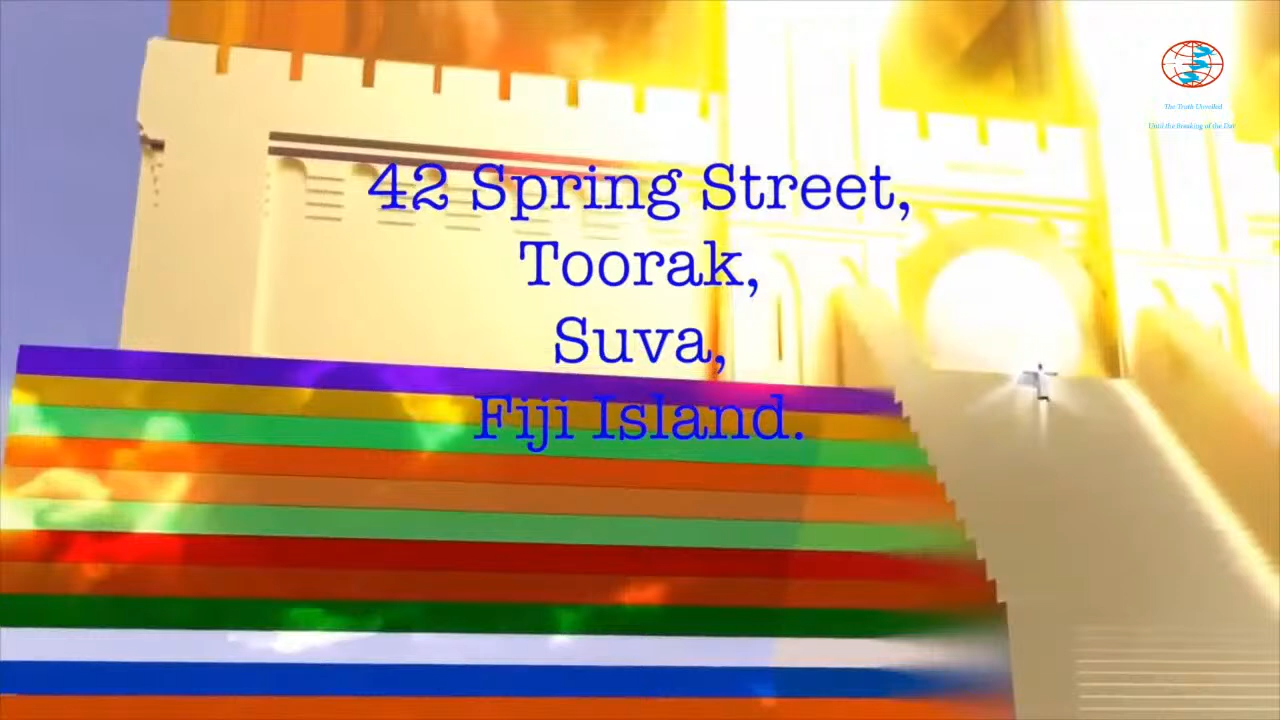 The Truth Unveiled
Until the Breaking of the Day
42 Spring Street,
Toorak,
Suva,
Fiji Island.